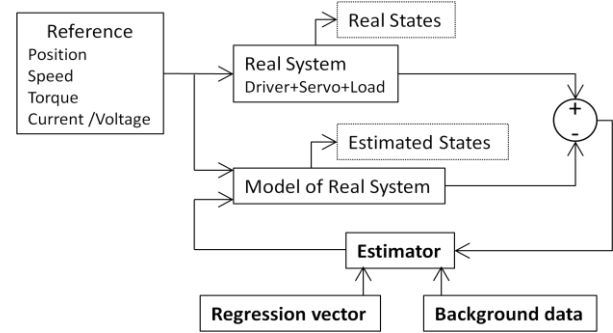 Reference
Position
Speed
Torque
Current /Voltage
Real States
Real System
Driver+Servo+Load
+
-
Estimated States
Model of Real System
Estimator
Regression vector
Background data